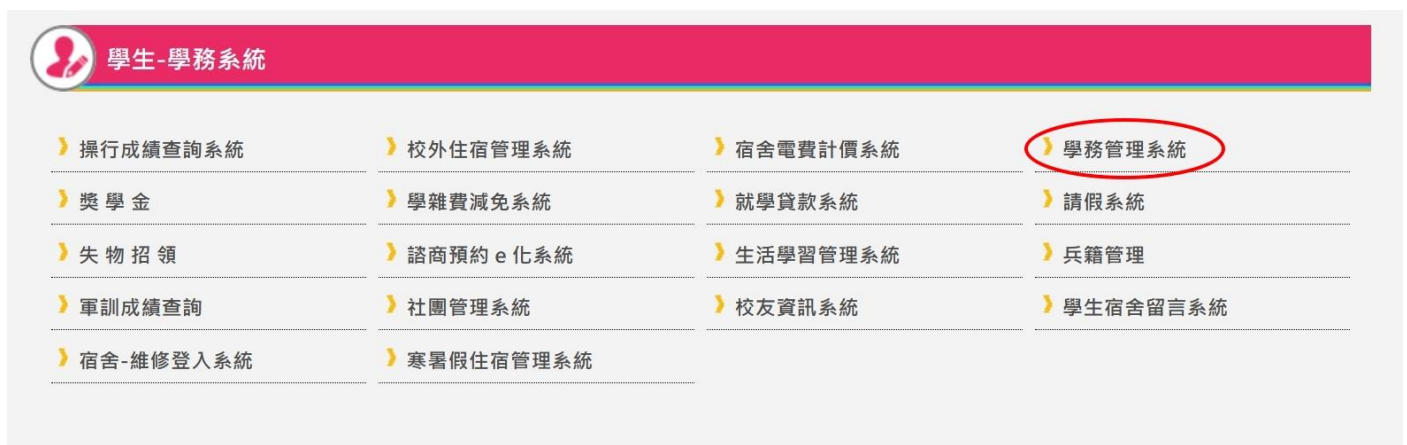 學生-學務系統
操行成績查詢系統 校外住宿管理系統 宿舍電費計價系統 學務管理系統
獎 學 金 學雜費減免系統 就學貸款系統 請假系統
失 物 招 領 諮商預約 e 化系統 生活學習管理系統 兵籍管理
軍訓成績查詢 社團管理系統 校友資訊系統 學生宿舍留言系統
宿舍-維修登入系統 寒暑假住宿管理系統